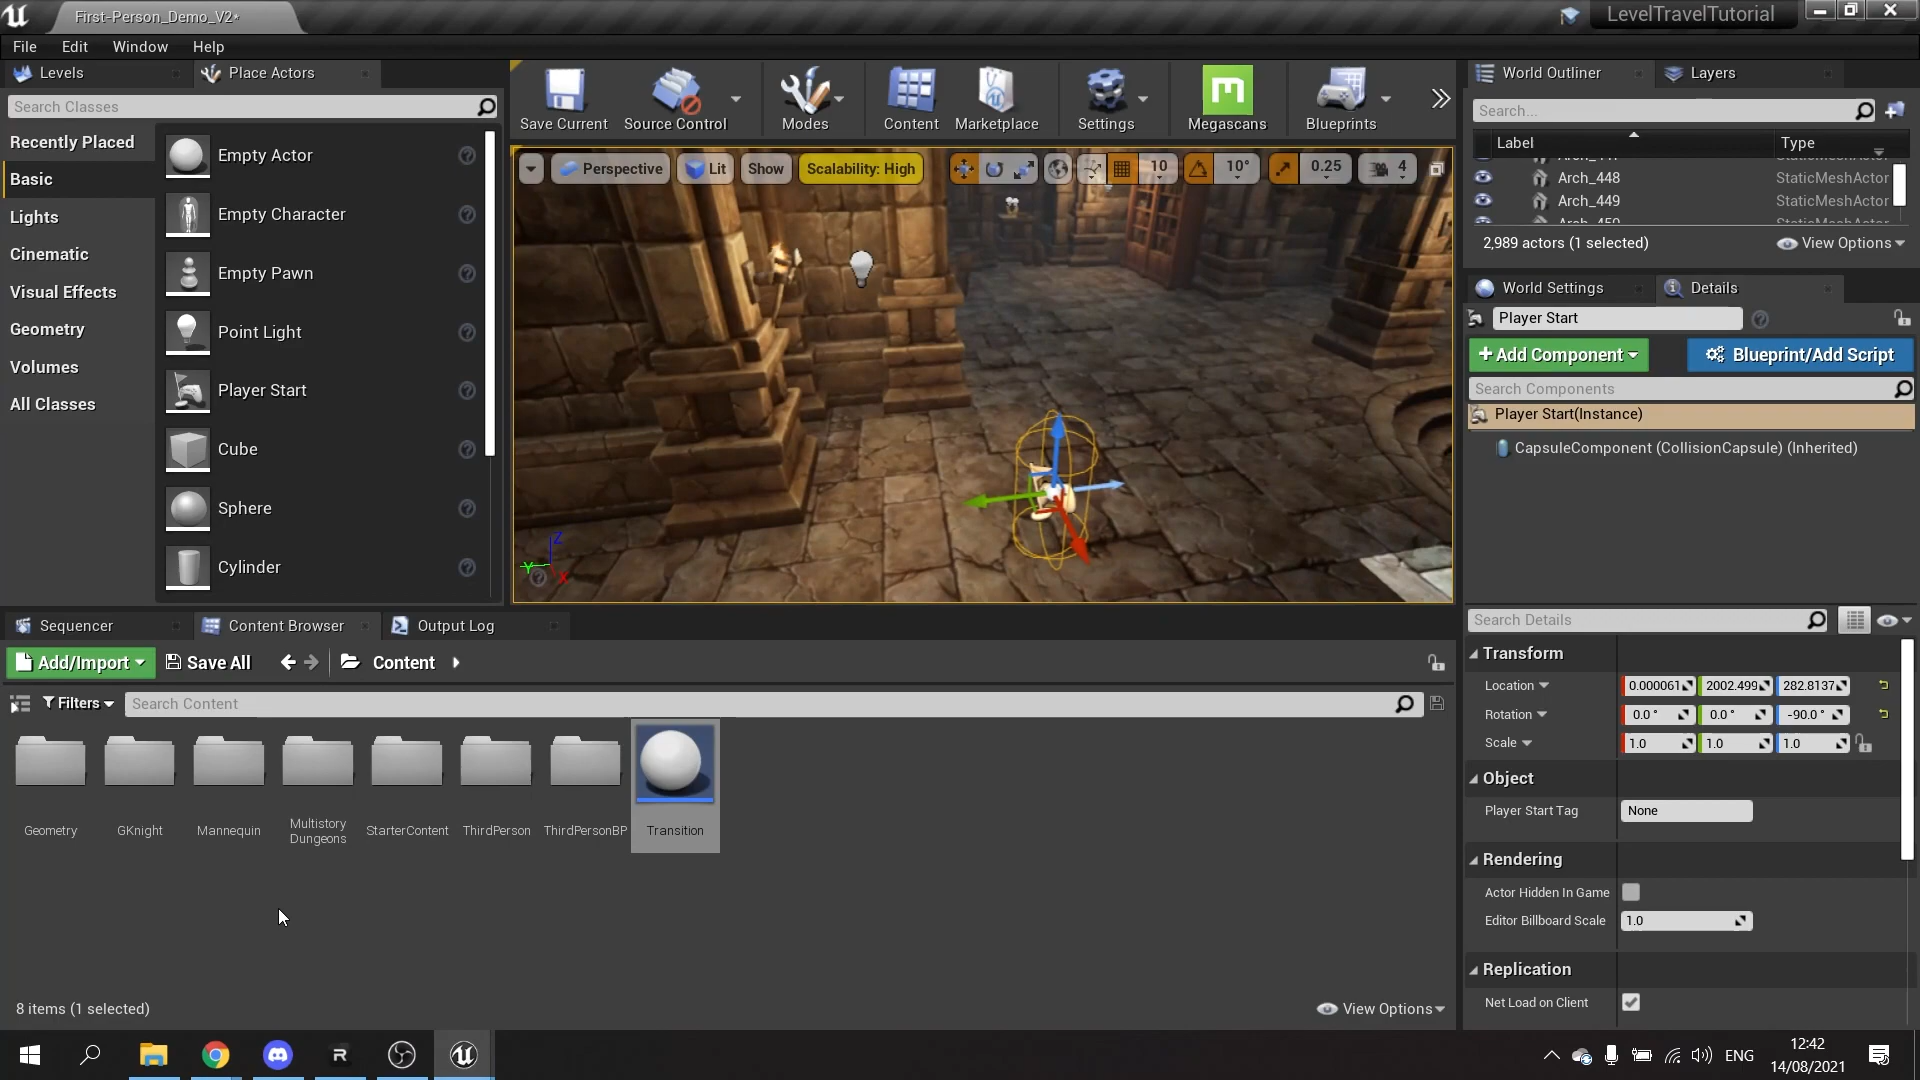 First-Person_Demo_V2*
LevelTravelTutorial
File Edit Window Help
Levels
Place Actors
Search Classes
Recently Placed
Basic
Lights
Cinematic
Visual Effects
Geometry
Volumes
All Classes
Empty Actor
Empty Character
Empty Pawn
Point Light
Player Start
Cube
Sphere
Cylinder
Save Current
Source Control
Modes
Content
Marketplace
Settings
Megascans
Blueprints
Perspective
Lit
Show
Scalability: High
10
10°
0.25
4
Z
Y
X
World Outliner
Layers
Search...
Label
Type
Arch_448 StaticMeshActor
Arch_449 StaticMeshActor
2,989 actors (1 selected)
View Options
World Settings
Details
Player Start
+ Add Component
Blueprint/Add Script
Search Components
Player Start(Instance)
CapsuleComponent (CollisionCapsule) (Inherited)
Search Details
Transform
Location 0.000061 2002.499 282.8137
Rotation 0.0 ° 0.0 ° -90.0 °
Scale 1.0 1.0 1.0
Object
Player Start Tag None
Rendering
Actor Hidden In Game
Editor Billboard Scale 1.0
Replication
Net Load on Client
Sequencer
Content Browser
Output Log
Add/Import
Save All
Content
Filters
Search Content
Geometry
GKnight
Mannequin
Multistory
Dungeons
StarterContent
ThirdPerson
ThirdPersonBP
Transition
8 items (1 selected)
View Options
ENG
12:42
14/08/2021